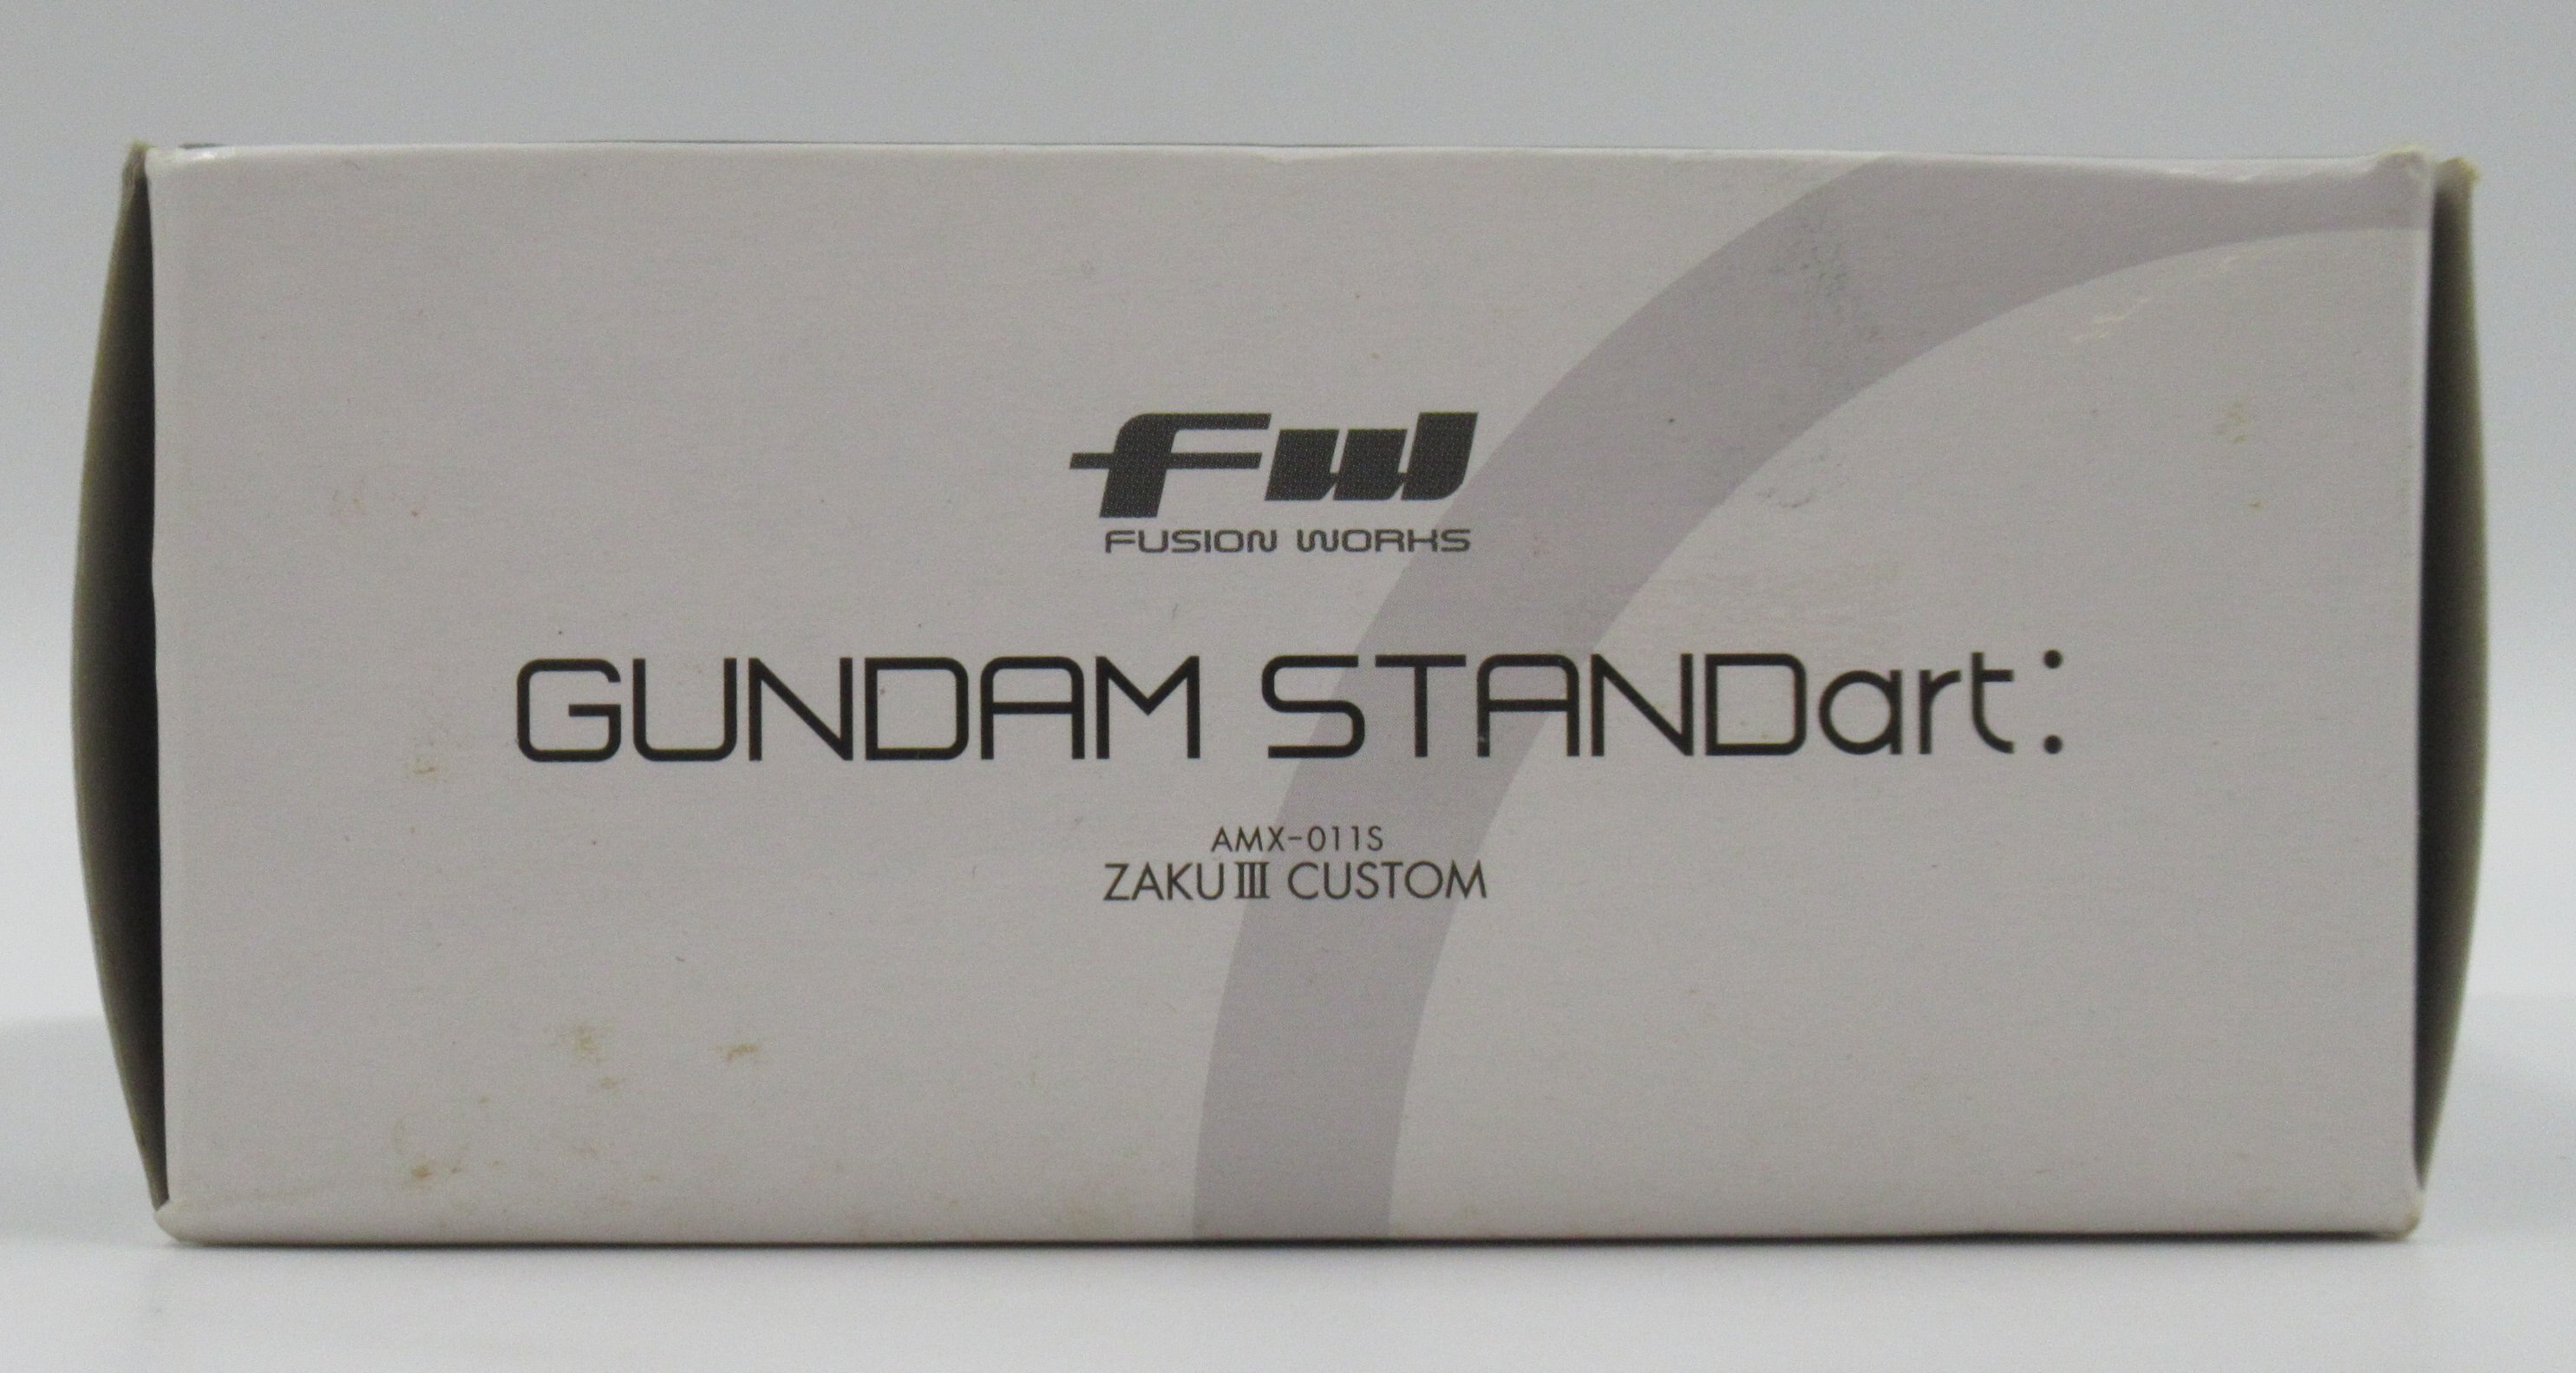 FW
FUSION WORKS
GUNDAM STANDart:
AMX-011S
ZAKU III CUSTOM